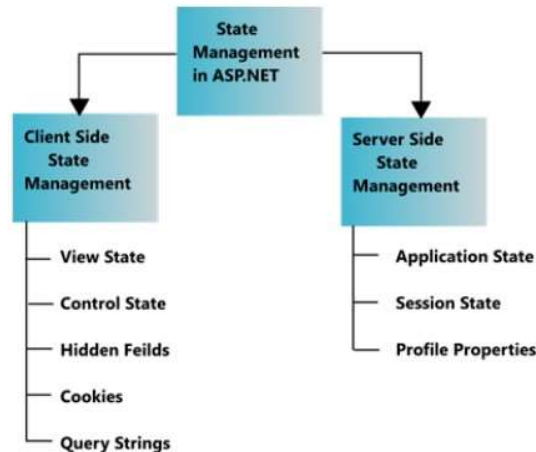 State
Management
in ASP.NET
Client Side
State
Management
View State
Control State
Hidden Feilds
Cookies
Query Strings
Server Side
State
Management
Application State
Session State
Profile Properties